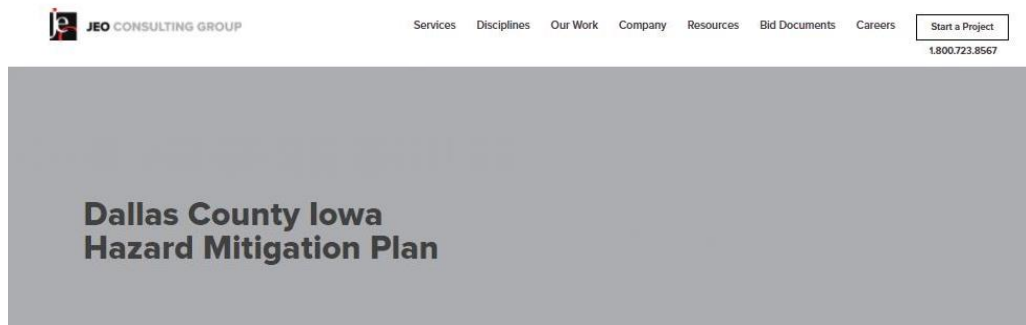 je JEO CONSULTING GROUP
Services Disciplines Our Work Company Resources Bid Documents Careers Start a Project
1.800.723.8567
Dallas County Iowa
Hazard Mitigation Plan